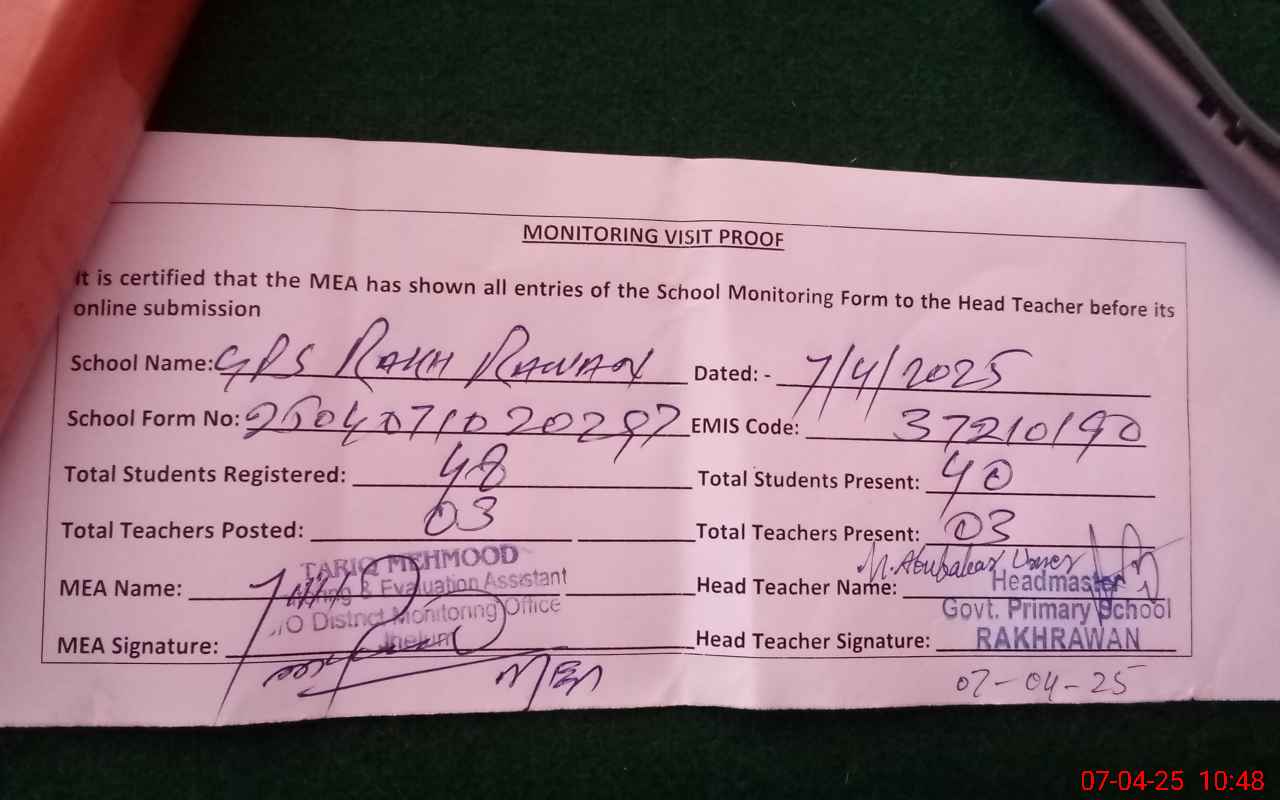 MONITORING VISIT PROOF
It is certified that the MEA has shown all entries of the School Monitoring Form to the Head Teacher before its
online submission
School Name: GPS RAKH RAWAN Dated: - 7/4/2025
School Form No: 25040710 20297 EMIS Code: 37210190
Total Students Registered: 48 Total Students Present: 40
Total Teachers Posted: 03 Total Teachers Present: 03
TARIQ MEHMOOD
MEA Name: & Evaluation Assistant Head Teacher Name: M. Abubakar Umer
Headmaster
O District Monitoring Office Govt. Primary School
MEA Signature: Jhelum Head Teacher Signature: RAKHRAWAN
MEA 07-04-25
07-04-25 10:48